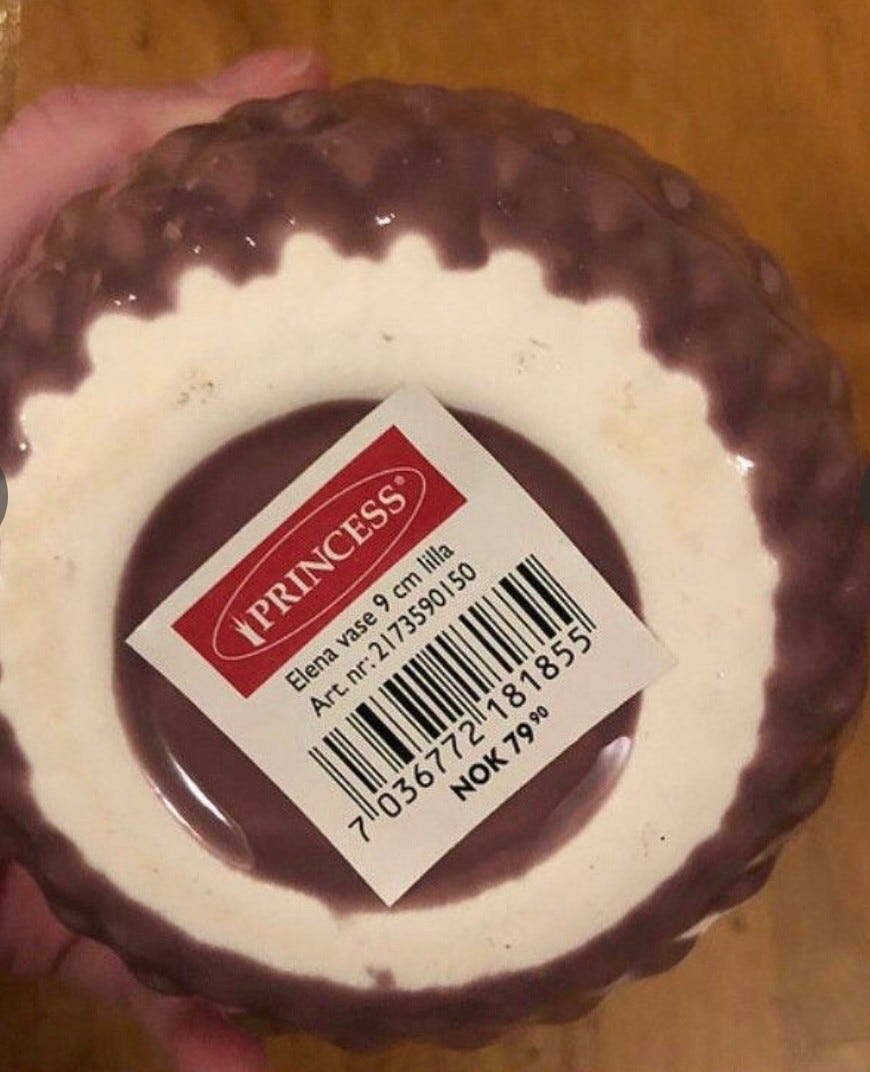 PRINCESS®
Elena vase 9 cm lilla
Art. nr: 2173590150
7 036772 181855
NOK 79⁹⁰